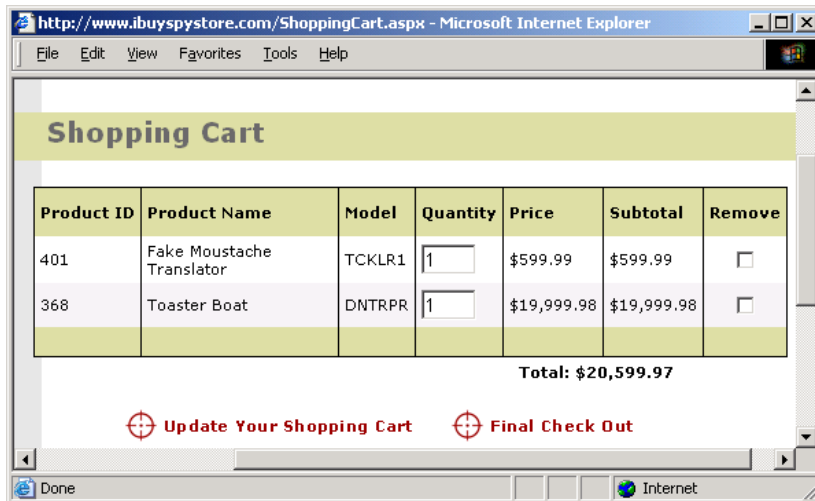 http://www.ibuyspystore.com/ShoppingCart.aspx - Microsoft Internet Explorer
File Edit View Favorites Tools Help
Shopping Cart
Product ID Product Name Model Quantity Price Subtotal Remove
401 Fake Moustache Translator TCKLR1 1 $599.99 $599.99
368 Toaster Boat DNTRPR 1 $19,999.98 $19,999.98
Total: $20,599.97
Update Your Shopping Cart Final Check Out
Done Internet